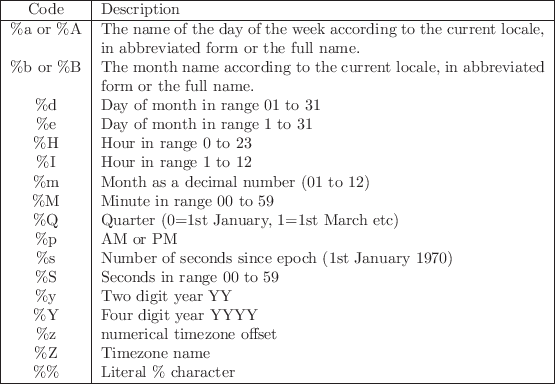 Code Description
%a or %A The name of the day of the week according to the current locale,
in abbreviated form or the full name.
%b or %B The month name according to the current locale, in abbreviated
form or the full name.
%d Day of month in range 01 to 31
%e Day of month in range 1 to 31
%H Hour in range 0 to 23
%I Hour in range 1 to 12
%m Month as a decimal number (01 to 12)
%M Minute in range 00 to 59
%Q Quarter (0=1st January, 1=1st March etc)
%p AM or PM
%s Number of seconds since epoch (1st January 1970)
%S Seconds in range 00 to 59
%y Two digit year YY
%Y Four digit year YYYY
%z numerical timezone offset
%Z Timezone name
%% Literal % character